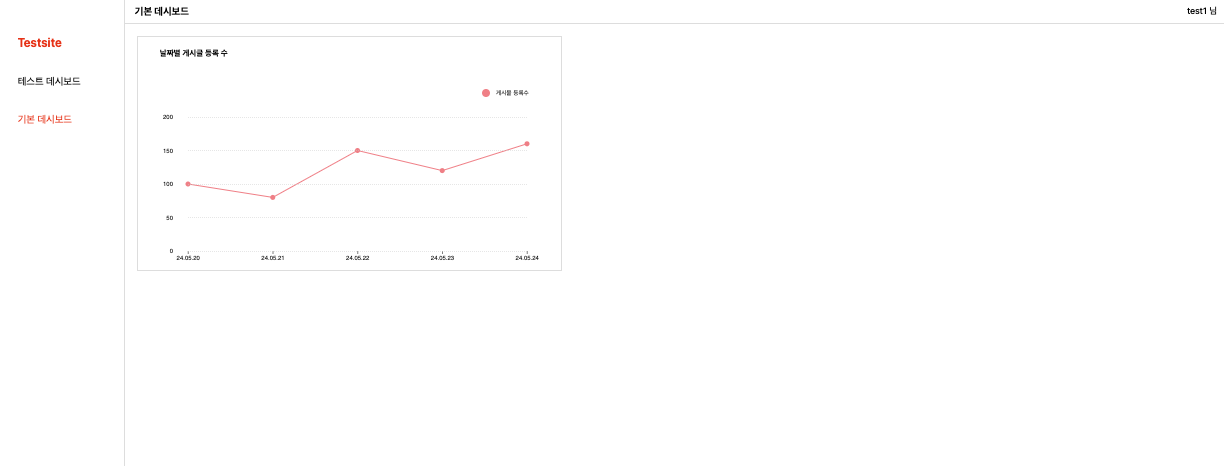 기본 데시보드
test1 님
Testsite
테스트 데시보드
기본 데시보드
날짜별 게시글 등록 수
게시물 등록수
200
150
100
50
0
24.05.20 24.05.21 24.05.22 24.05.23 24.05.24